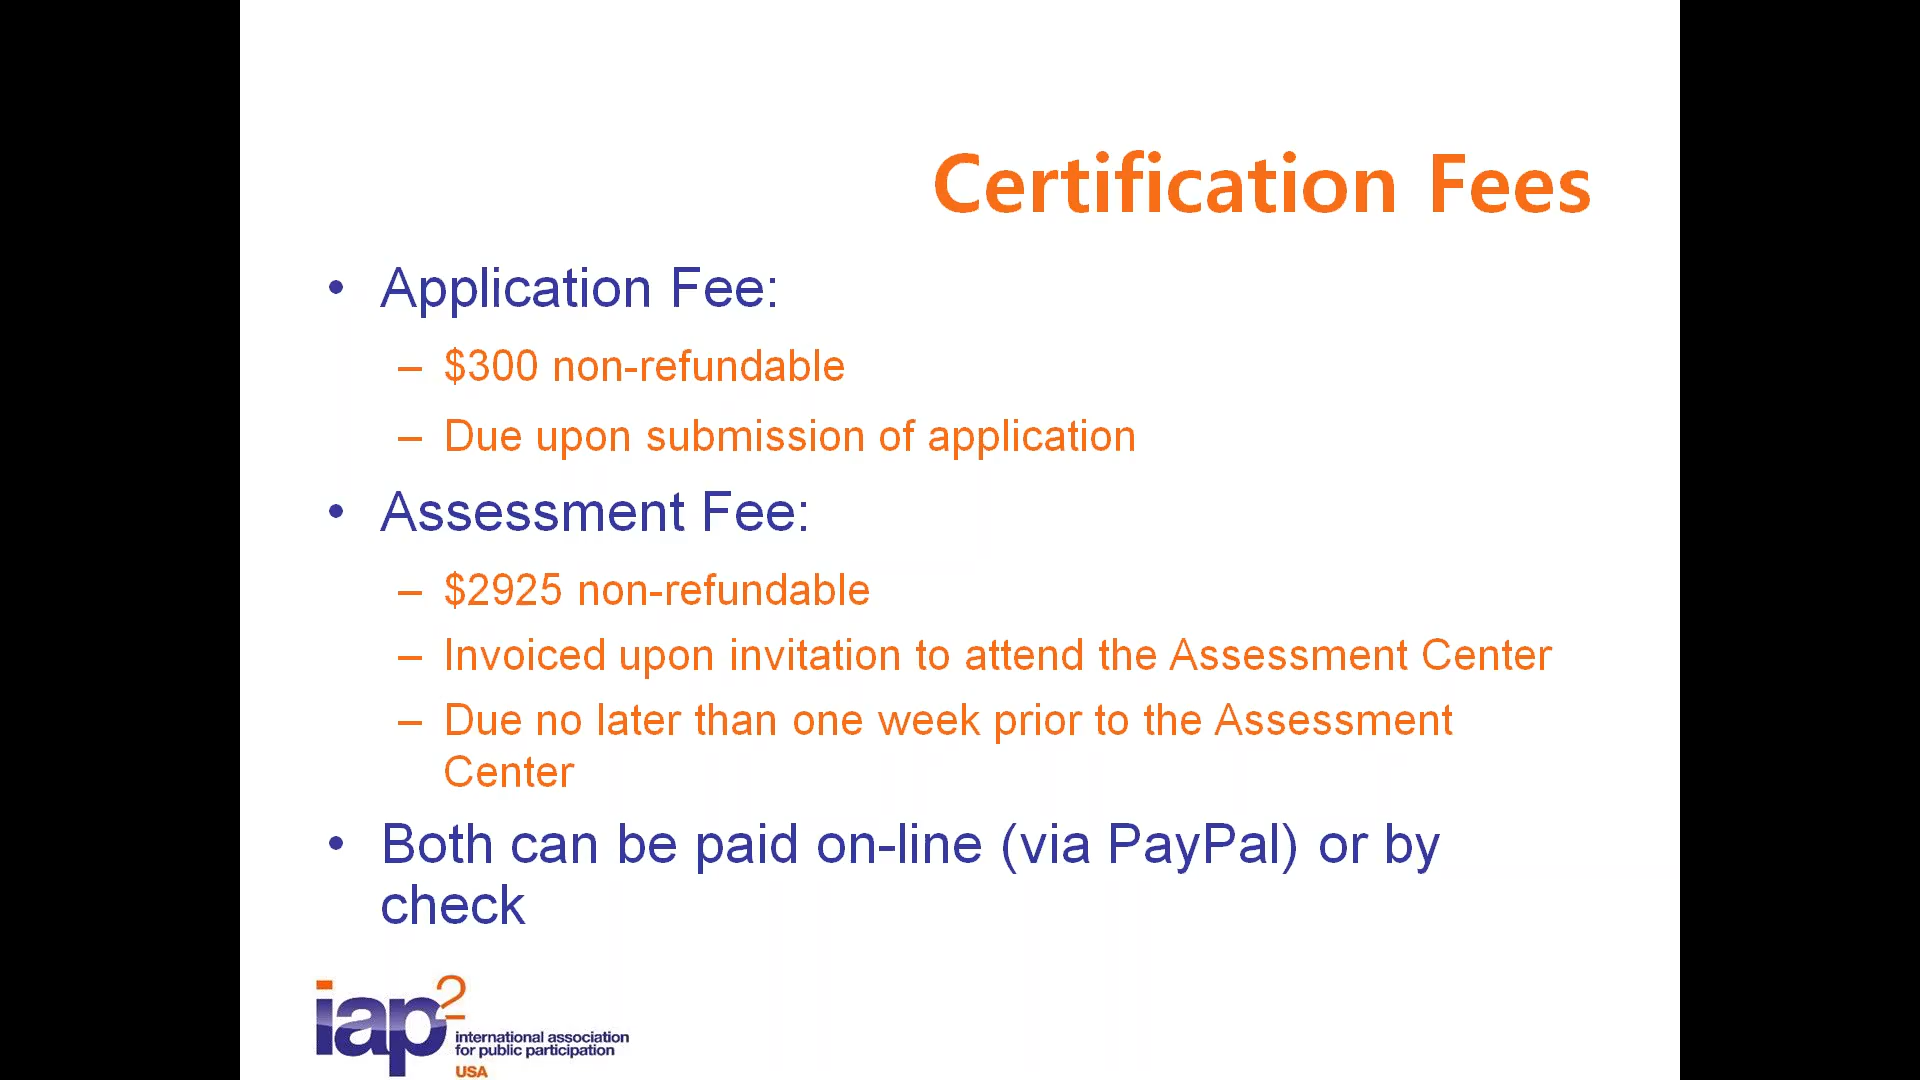 Certification Fees
• Application Fee:
– $300 non-refundable
– Due upon submission of application
• Assessment Fee:
– $2925 non-refundable
– Invoiced upon invitation to attend the Assessment Center
– Due no later than one week prior to the Assessment
Center
• Both can be paid on-line (via PayPal) or by
check
iap2
international association
for public participation
USA